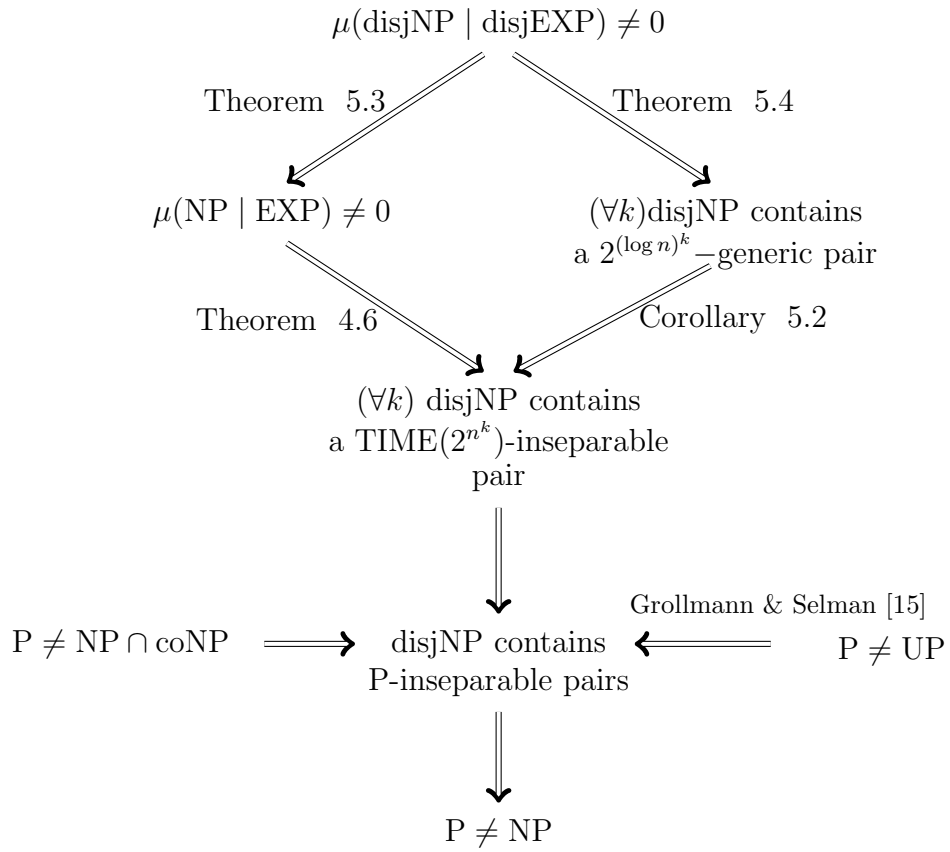 μ(disjNP | disjEXP) ≠ 0
Theorem 5.3
Theorem 5.4
μ(NP | EXP) ≠ 0
(∀k)disjNP contains
a 2^{(log n)^k}−generic pair
Theorem 4.6
Corollary 5.2
(∀k) disjNP contains
a TIME(2^{n^k})-inseparable
pair
Grollmann & Selman [15]
P ≠ NP ∩ coNP
disjNP contains
P-inseparable pairs
P ≠ UP
P ≠ NP